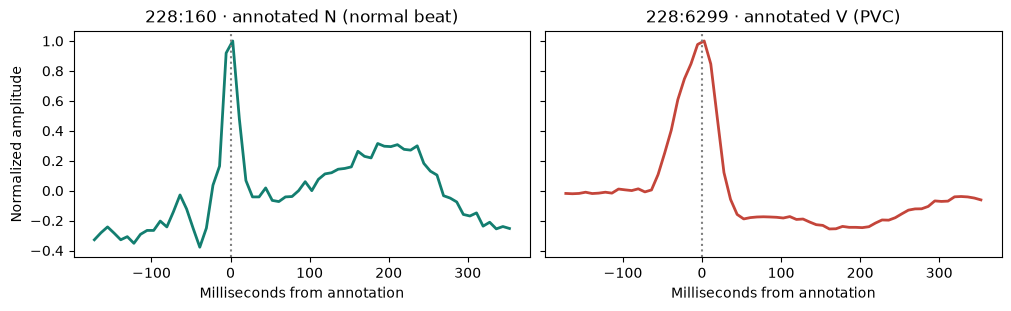 228:160 · annotated N (normal beat)
228:6299 · annotated V (PVC)
Normalized amplitude
1.0
0.8
0.6
0.4
0.2
0.0
−0.2
−0.4
−100 0 100 200 300
−100 0 100 200 300
Milliseconds from annotation
Milliseconds from annotation